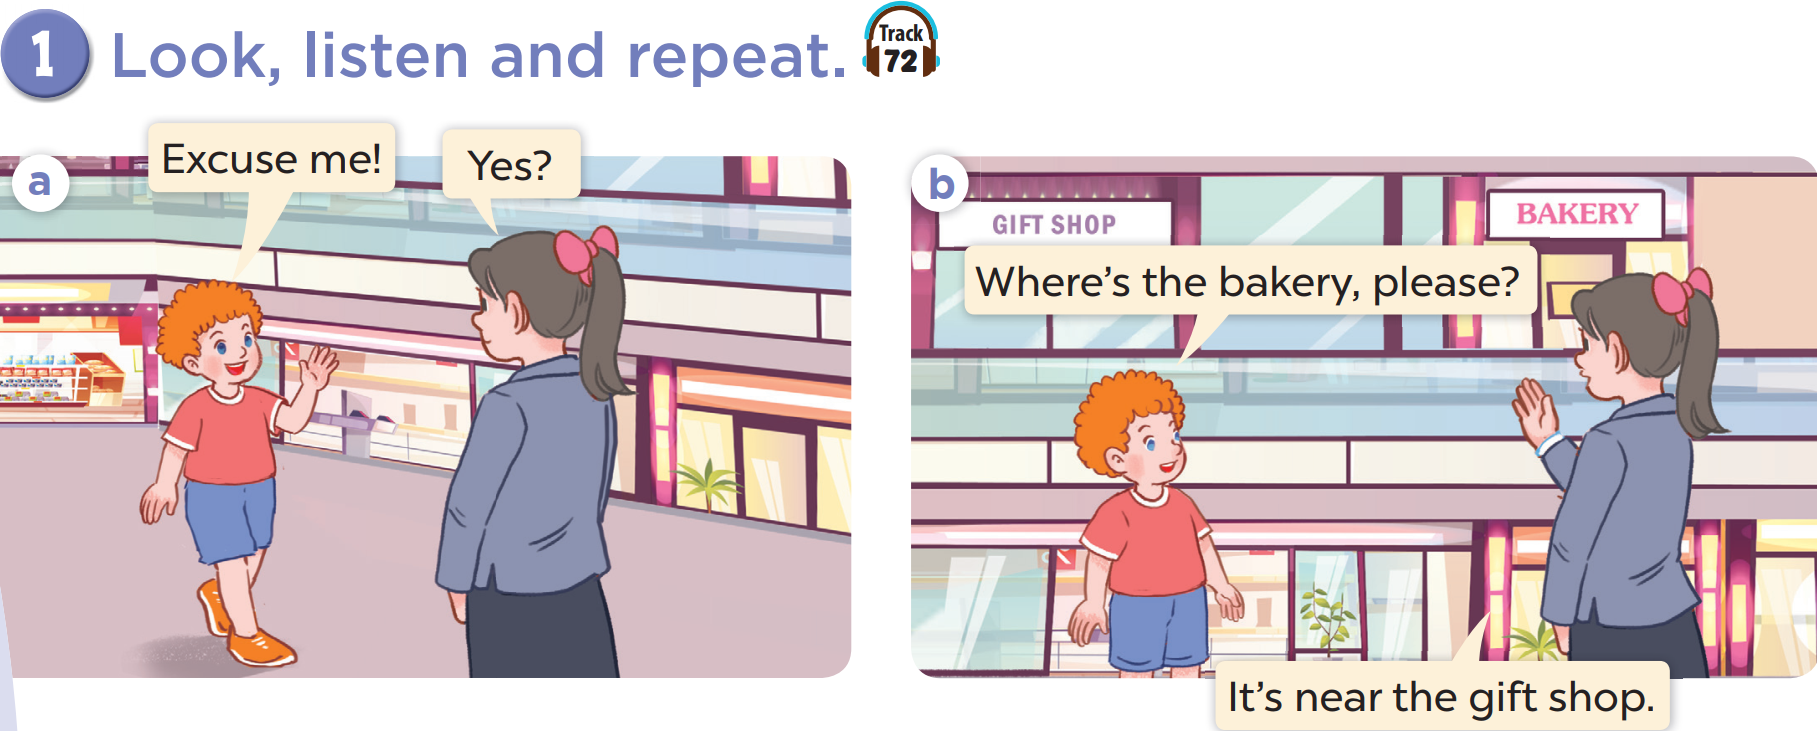 1 Look, listen and repeat.
Track
72
a
Excuse me!
Yes?
b
GIFT SHOP
BAKERY
Where's the bakery, please?
It's near the gift shop.